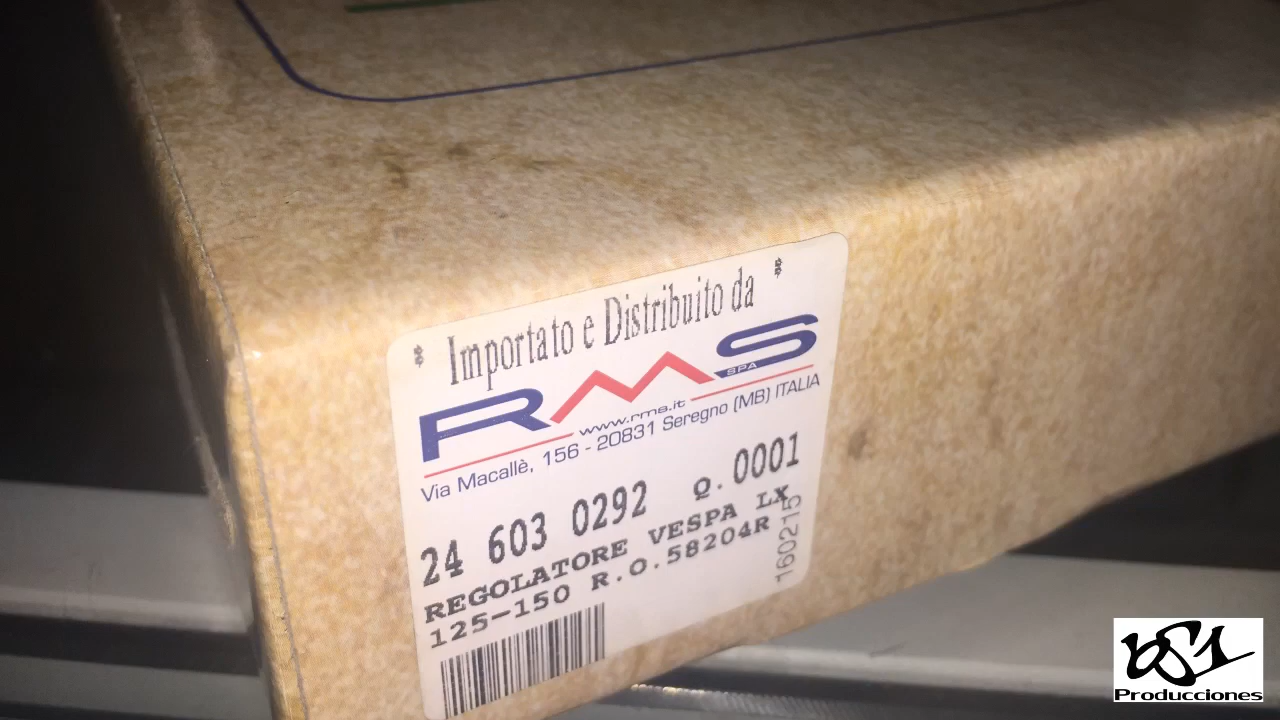 * Importato e Distribuito da *
RMS
SPA
www.rms.it
Via Macallè, 156 - 20831 Seregno (MB) ITALIA
24 603 0292 Q.0001
REGOLATORE VESPA LX
125-150 R.O.58204R
160215
bS1
Producciones